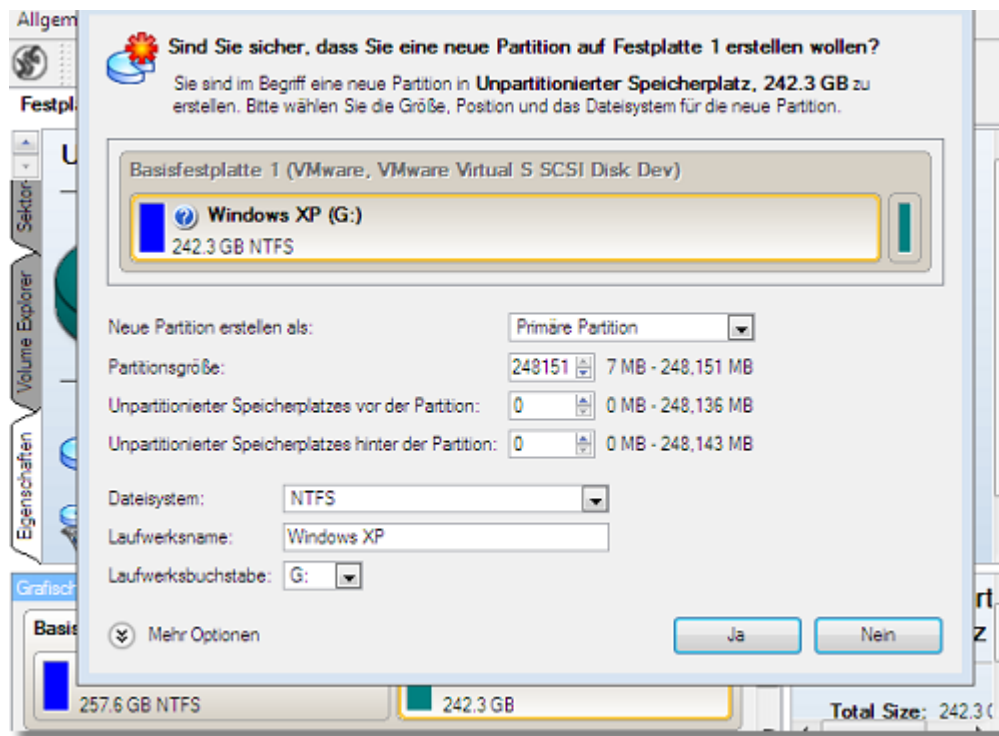 Allgem
Sind Sie sicher, dass Sie eine neue Partition auf Festplatte 1 erstellen wollen?
Sie sind im Begriff eine neue Partition in Unpartitionierter Speicherplatz, 242.3 GB zu
erstellen. Bitte wählen Sie die Größe, Position und das Dateisystem für die neue Partition.
Festpl
U
Sektor-
Volume Explorer
Eigenschaften
Basisfestplatte 1 (VMware, VMware Virtual S SCSI Disk Dev)
Windows XP (G:)
242.3 GB NTFS
Neue Partition erstellen als: Primäre Partition
Partitionsgröße: 248151 7 MB - 248,151 MB
Unpartitionierter Speicherplatzes vor der Partition: 0 0 MB - 248,136 MB
Unpartitionierter Speicherplatzes hinter der Partition: 0 0 MB - 248,143 MB
Dateisystem: NTFS
Laufwerksname: Windows XP
Laufwerksbuchstabe: G:
Mehr Optionen Ja Nein
Grafisch
Basis
257.6 GB NTFS
242.3 GB
rt
z
Total Size: 242.3